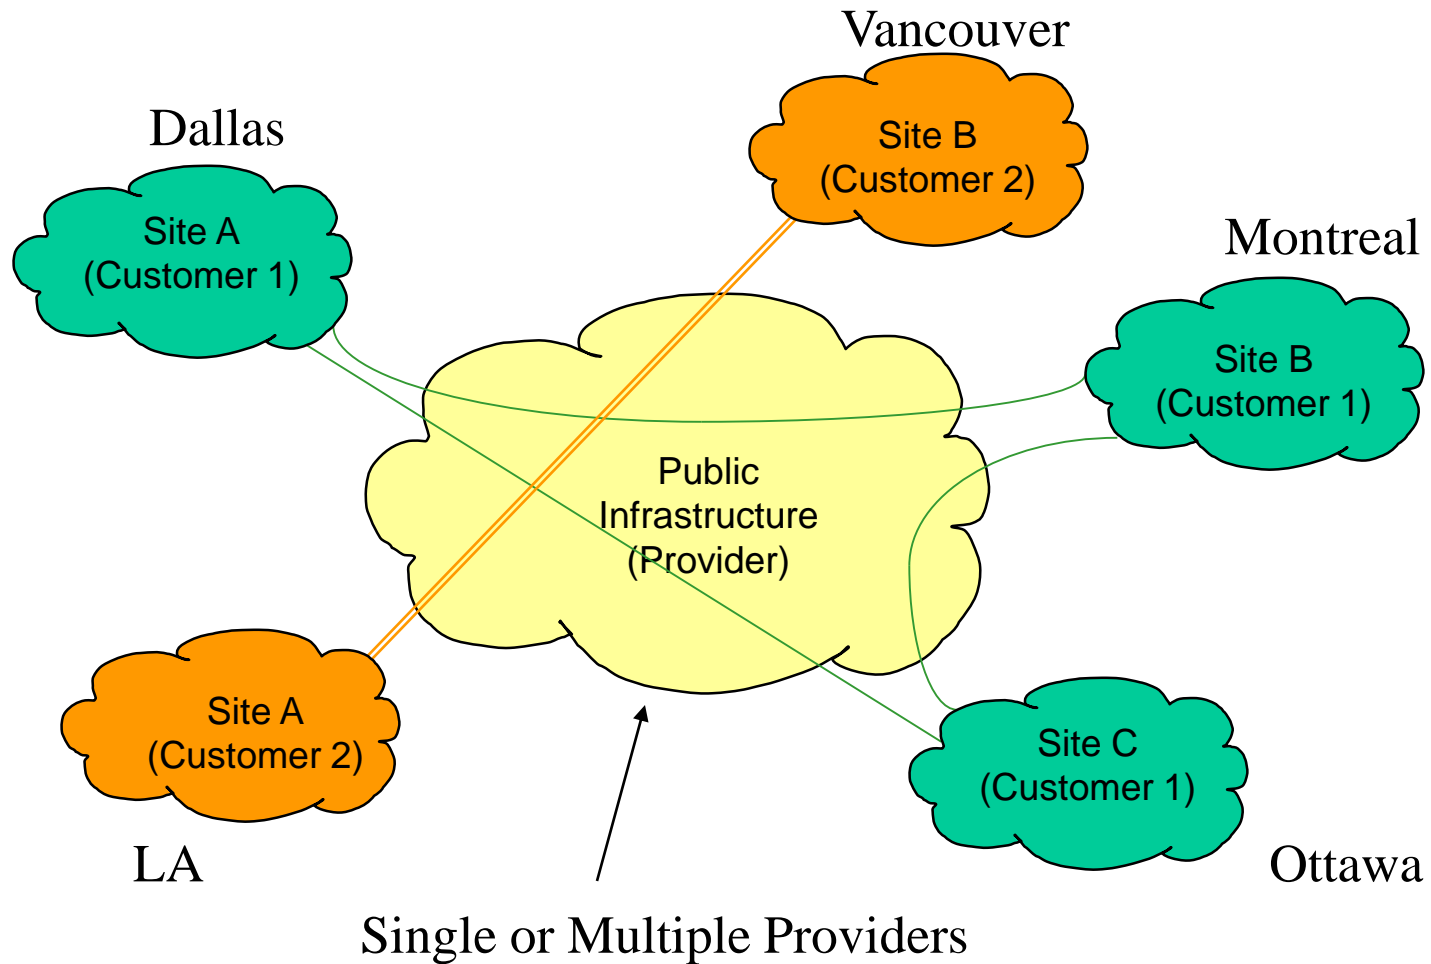 Vancouver
Site B
(Customer 2)
Dallas
Site A
(Customer 1)
Montreal
Site B
(Customer 1)
Public
Infrastructure
(Provider)
Site A
(Customer 2)
LA
Site C
(Customer 1)
Ottawa
Single or Multiple Providers